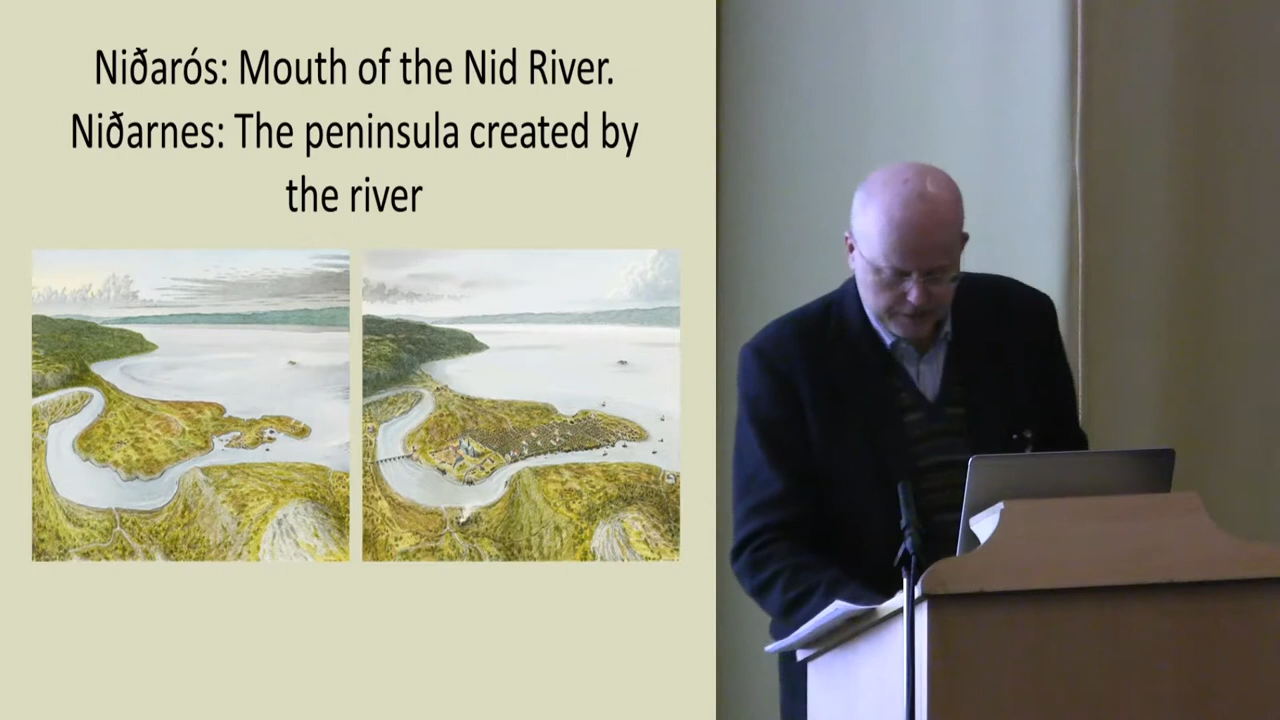 Niðarós: Mouth of the Nid River.
Niðarnes: The peninsula created by
the river